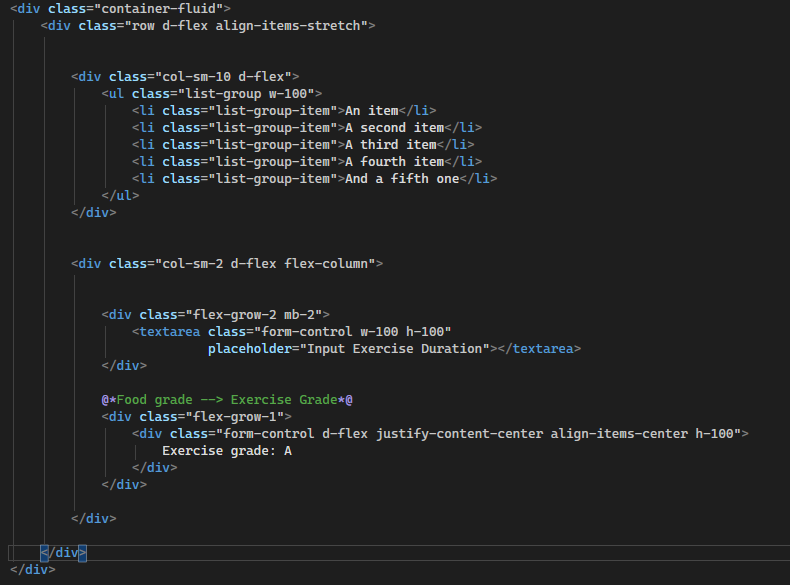 <div class="container-fluid">
<div class="row d-flex align-items-stretch">
<div class="col-sm-10 d-flex">
<ul class="list-group w-100">
<li class="list-group-item">An item</li>
<li class="list-group-item">A second item</li>
<li class="list-group-item">A third item</li>
<li class="list-group-item">A fourth item</li>
<li class="list-group-item">And a fifth one</li>
</ul>
</div>
<div class="col-sm-2 d-flex flex-column">
<div class="flex-grow-2 mb-2">
<textarea class="form-control w-100 h-100"
placeholder="Input Exercise Duration"></textarea>
</div>
@*Food grade --> Exercise Grade*@
<div class="flex-grow-1">
<div class="form-control d-flex justify-content-center align-items-center h-100">
Exercise grade: A
</div>
</div>
</div>
</div>
</div>